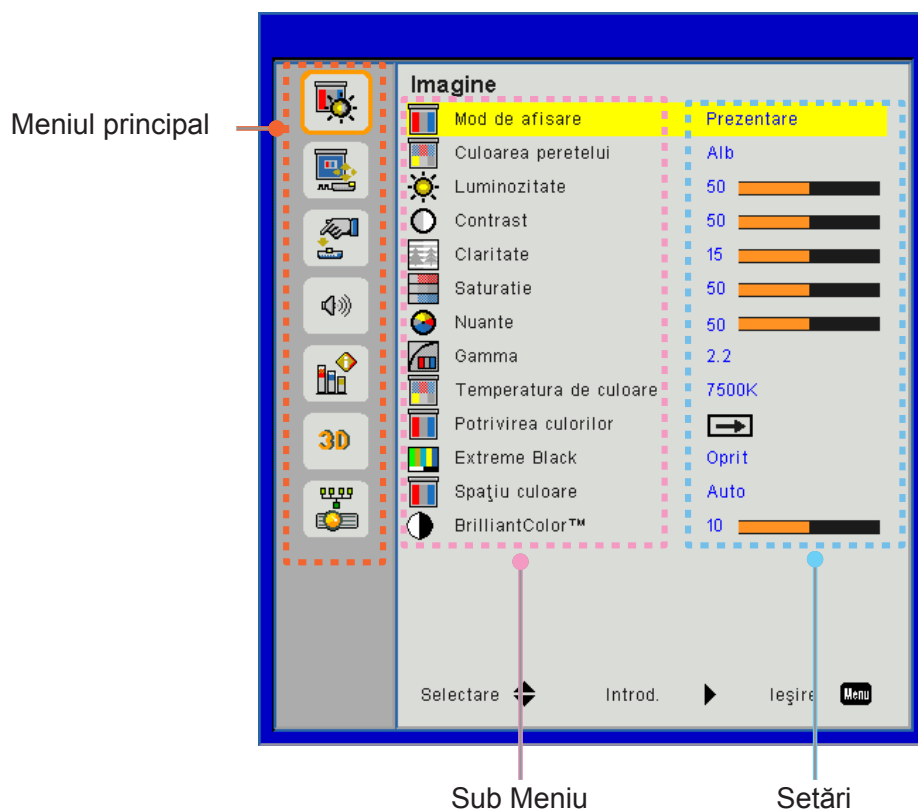 Meniul principal
Imagine
Mod de afisare Prezentare
Culoarea peretelui Alb
Luminozitate 50
Contrast 50
Claritate 15
Saturatie 50
Nuante 50
Gamma 2.2
Temperatura de culoare 7500K
Potrivirea culorilor
Extreme Black Oprit
Spaţiu culoare Auto
BrilliantColor™ 10
3D
Selectare Introd. Ieşire Menu
Sub Meniu Setări